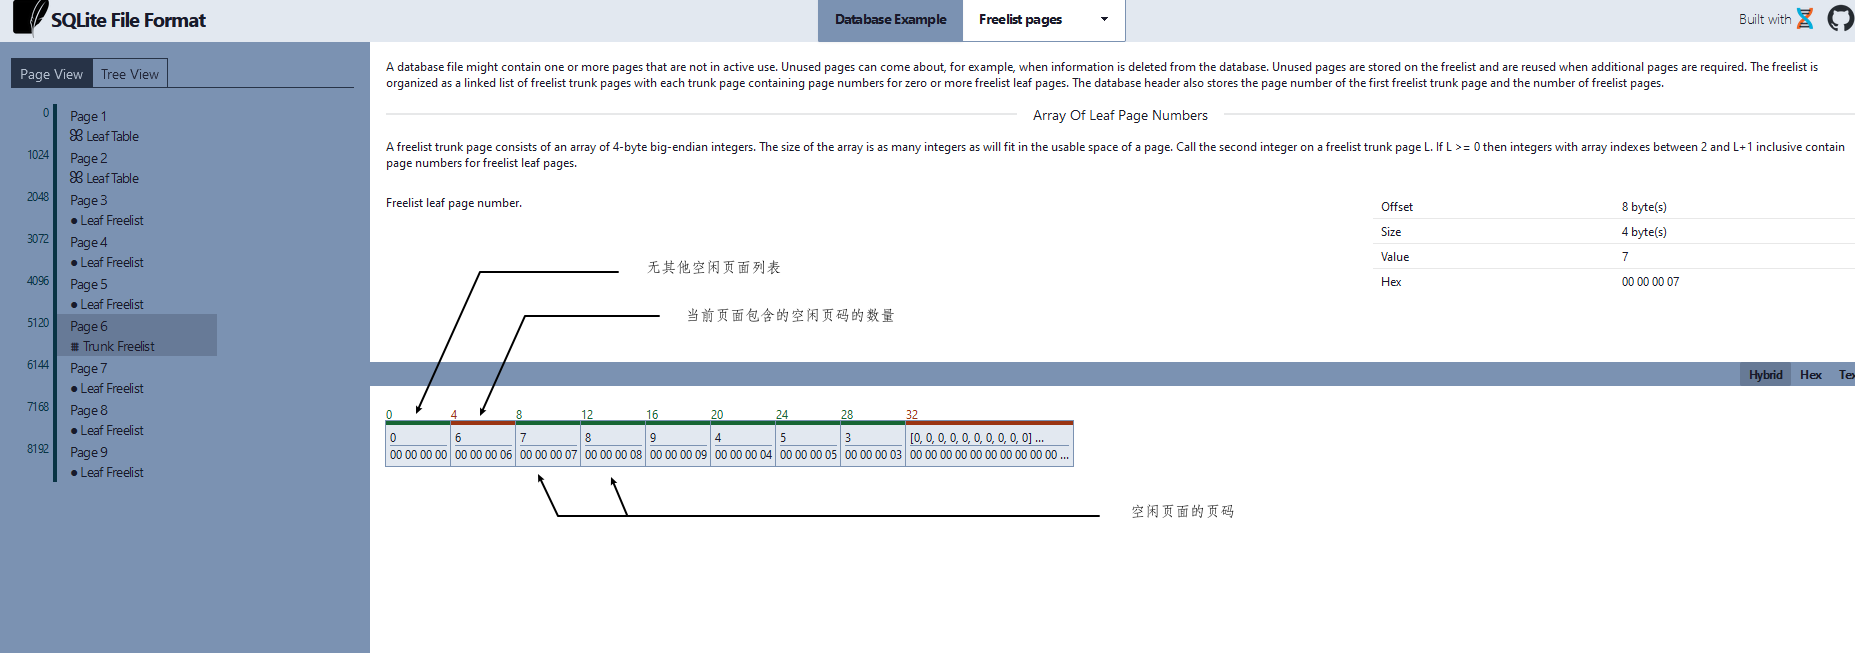 SQLite File Format
Database Example
Freelist pages
Built with
Page View
Tree View
0
Page 1
Leaf Table
1024
Page 2
Leaf Table
2048
Page 3
Leaf Freelist
3072
Page 4
Leaf Freelist
4096
Page 5
Leaf Freelist
5120
Page 6
Trunk Freelist
6144
Page 7
Leaf Freelist
7168
Page 8
Leaf Freelist
8192
Page 9
Leaf Freelist
A database file might contain one or more pages that are not in active use. Unused pages can come about, for example, when information is deleted from the database. Unused pages are stored on the freelist and are reused when additional pages are required. The freelist is
organized as a linked list of freelist trunk pages with each trunk page containing page numbers for zero or more freelist leaf pages. The database header also stores the page number of the first freelist trunk page and the number of freelist pages.
Array Of Leaf Page Numbers
A freelist trunk page consists of an array of 4-byte big-endian integers. The size of the array is as many integers as will fit in the usable space of a page. Call the second integer on a freelist trunk page L. If L >= 0 then integers with array indexes between 2 and L+1 inclusive contain
page numbers for freelist leaf pages.
Freelist leaf page number.
Offset 8 byte(s)
Size 4 byte(s)
Value 7
Hex 00 00 00 07
无其他空闲页面列表
当前页面包含的空闲页码的数量
Hybrid Hex Tex
0 4 8 12 16 20 24 28 32
0 6 7 8 9 4 5 3 [0, 0, 0, 0, 0, 0, 0, 0, 0, 0] ...
00 00 00 00 00 00 00 06 00 00 00 07 00 00 00 08 00 00 00 09 00 00 00 04 00 00 00 05 00 00 00 03 00 00 00 00 00 00 00 00 00 00 ...
空闲页面的页码